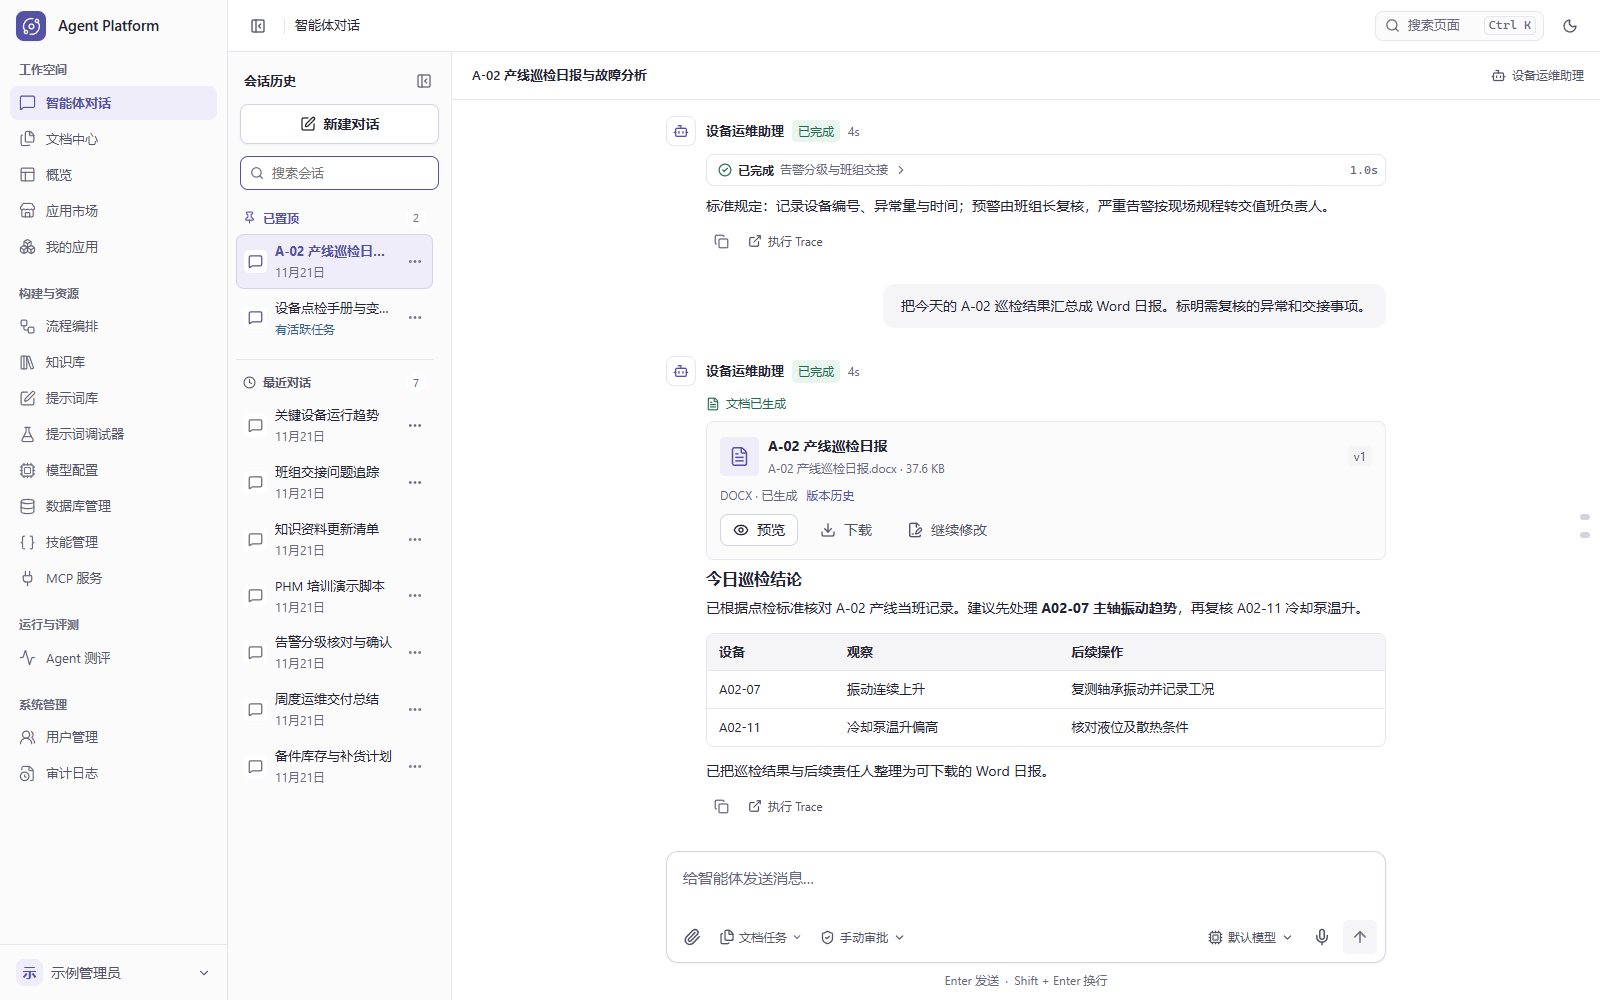 Agent Platform
工作空间
智能体对话
文档中心
概览
应用市场
我的应用
构建与资源
流程编排
知识库
提示词库
提示词调试器
模型配置
数据库管理
技能管理
MCP 服务
运行与评测
Agent 测评
系统管理
用户管理
审计日志
示 示例管理员
智能体对话
搜索页面 Ctrl K
会话历史
新建对话
搜索会话
已置顶 2
A-02 产线巡检日...
11月21日
设备点检手册与变...
有活跃任务
最近对话 7
关键设备运行趋势
11月21日
班组交接问题追踪
11月21日
知识资料更新清单
11月21日
PHM 培训演示脚本
11月21日
告警分级核对与确认
11月21日
周度运维交付总结
11月21日
备件库存与补货计划
11月21日
A-02 产线巡检日报与故障分析
设备运维助理
设备运维助理 已完成 4s
已完成 告警分级与班组交接 1.0s
标准规定：记录设备编号、异常量与时间；预警由班组长复核，严重告警按现场规程转交值班负责人。
执行 Trace
把今天的 A-02 巡检结果汇总成 Word 日报。标明需复核的异常和交接事项。
设备运维助理 已完成 4s
文档已生成
A-02 产线巡检日报
A-02 产线巡检日报.docx · 37.6 KB
v1
DOCX · 已生成 版本历史
预览 下载 继续修改
今日巡检结论
已根据点检标准核对 A-02 产线当班记录。建议先处理 A02-07 主轴振动趋势，再复核 A02-11 冷却泵温升。
设备 观察 后续操作
A02-07 振动连续上升 复测轴承振动并记录工况
A02-11 冷却泵温升偏高 核对液位及散热条件
已把巡检结果与后续责任人整理为可下载的 Word 日报。
执行 Trace
给智能体发送消息...
文档任务 手动审批 默认模型
Enter 发送 · Shift + Enter 换行